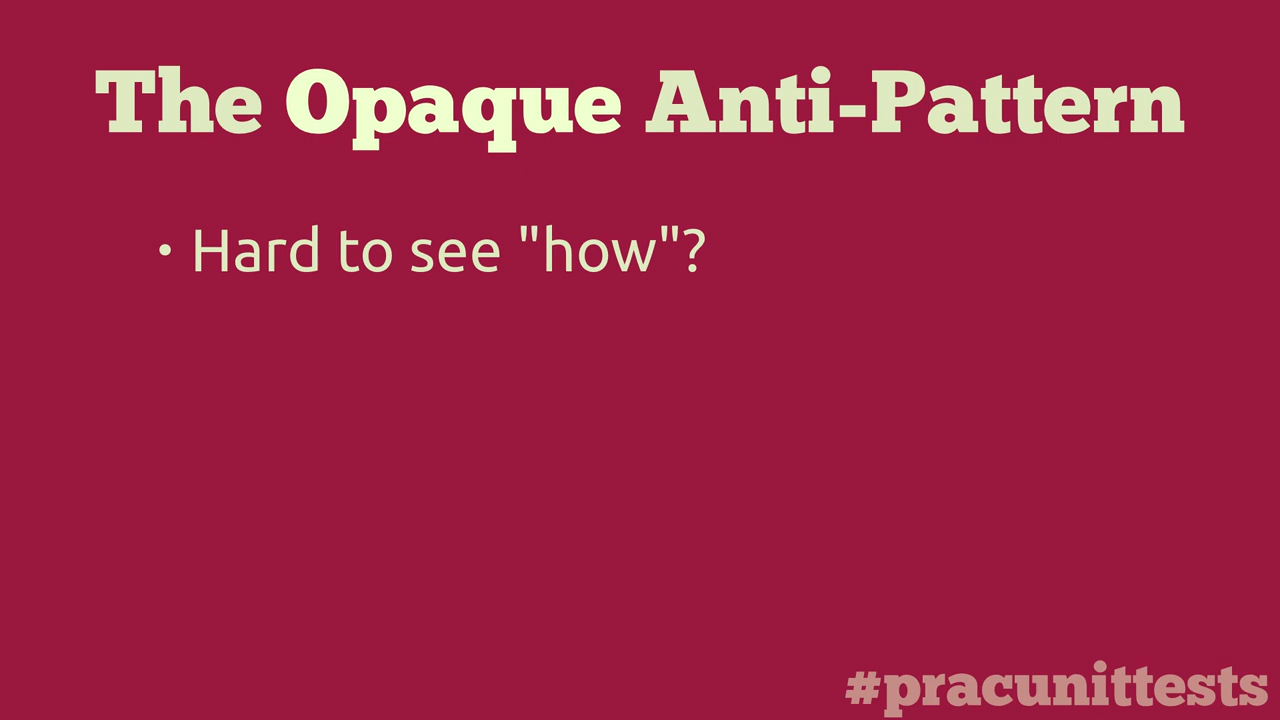 The Opaque Anti-Pattern
• Hard to see "how"?
#pracunittests